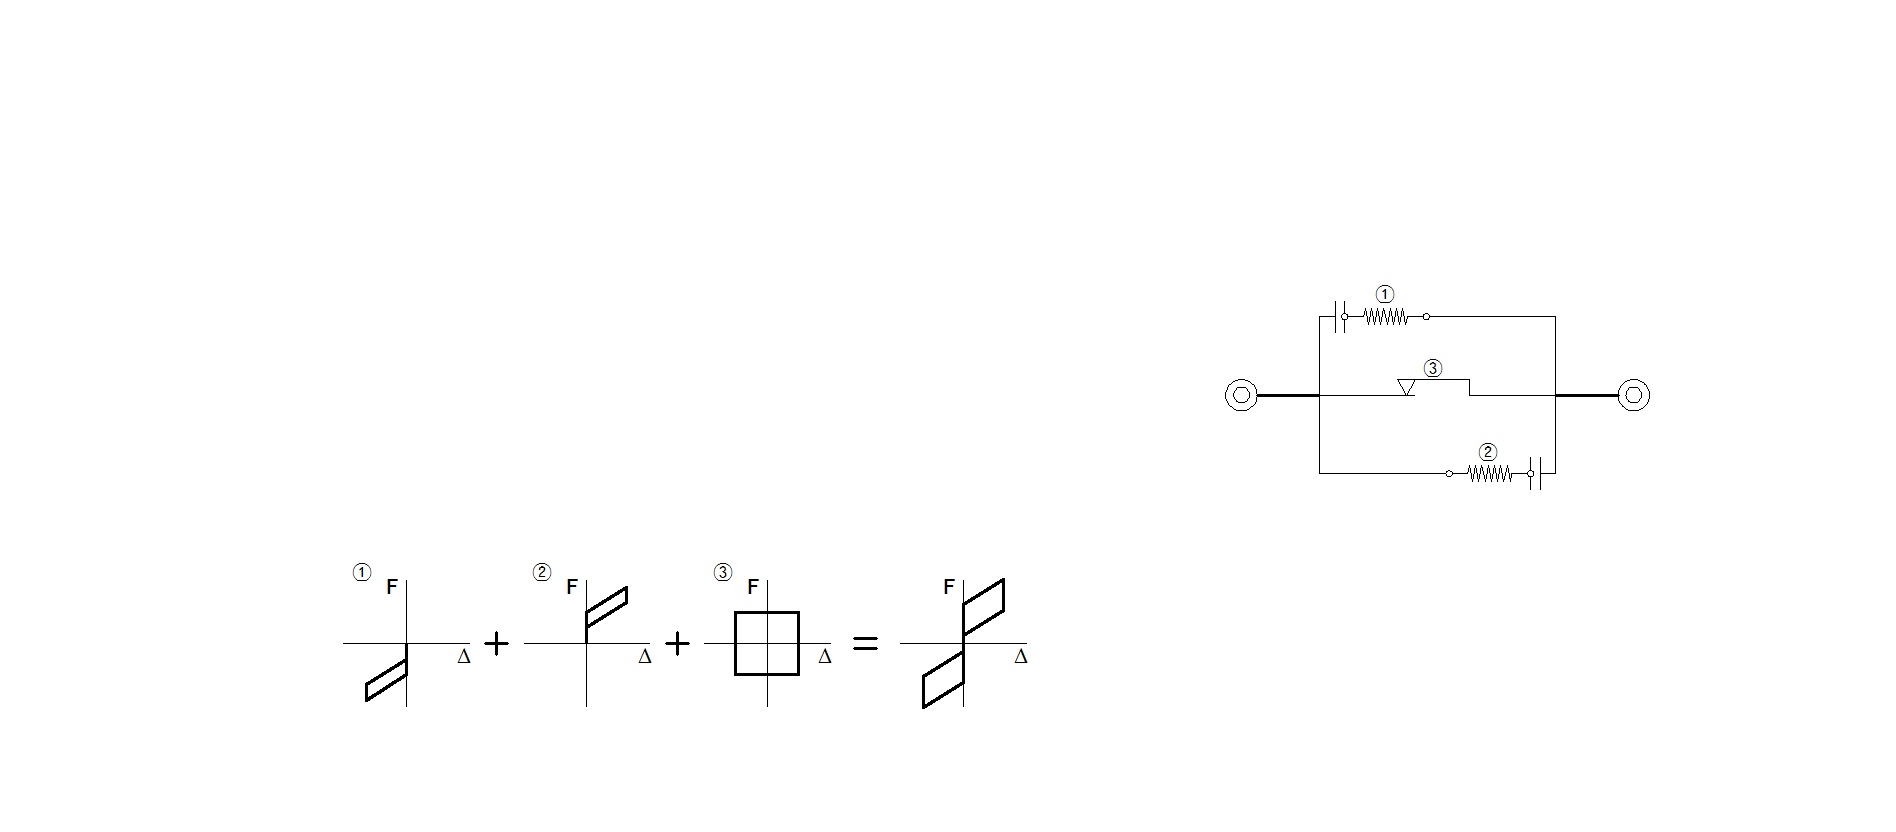 ①
③
②
① F ② F ③ F F
+ + =
Δ Δ Δ Δ